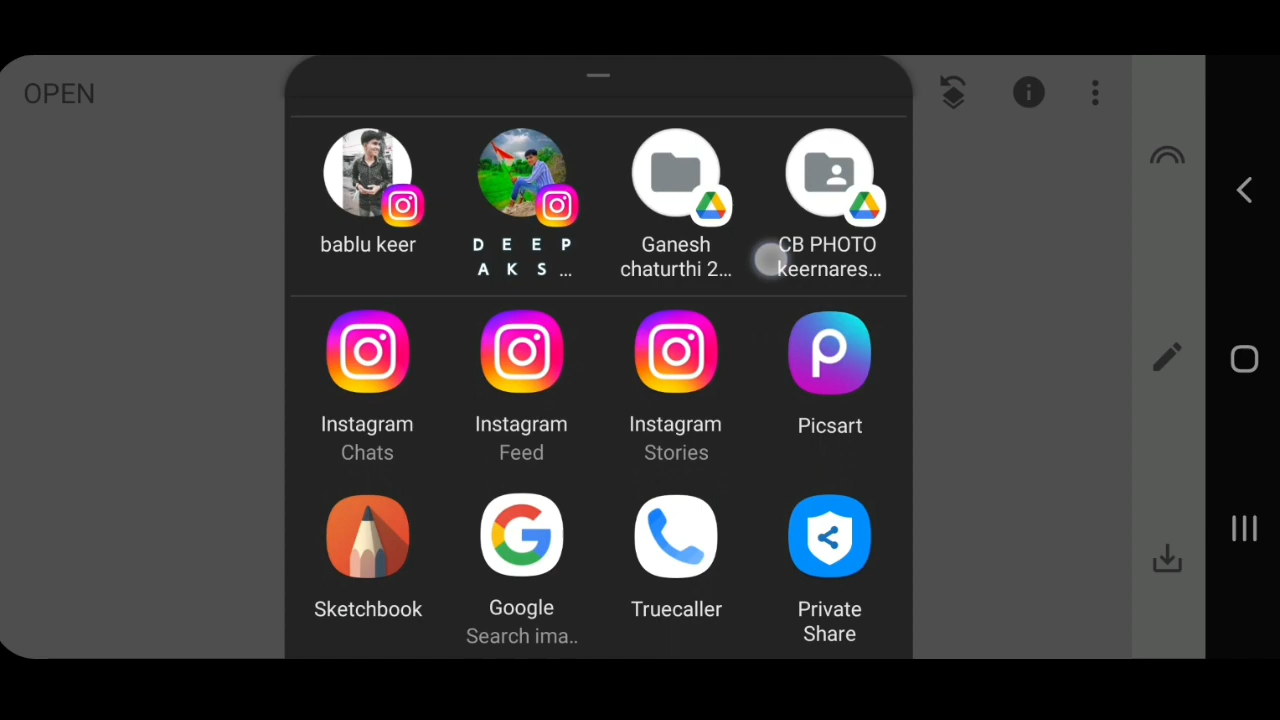 OPEN
bablu keer
D E E P
A K S ...
Ganesh
chaturthi 2...
CB PHOTO
keernares...
Instagram
Chats
Instagram
Feed
Instagram
Stories
Picsart
Sketchbook
Google
Search ima..
Truecaller
Private
Share